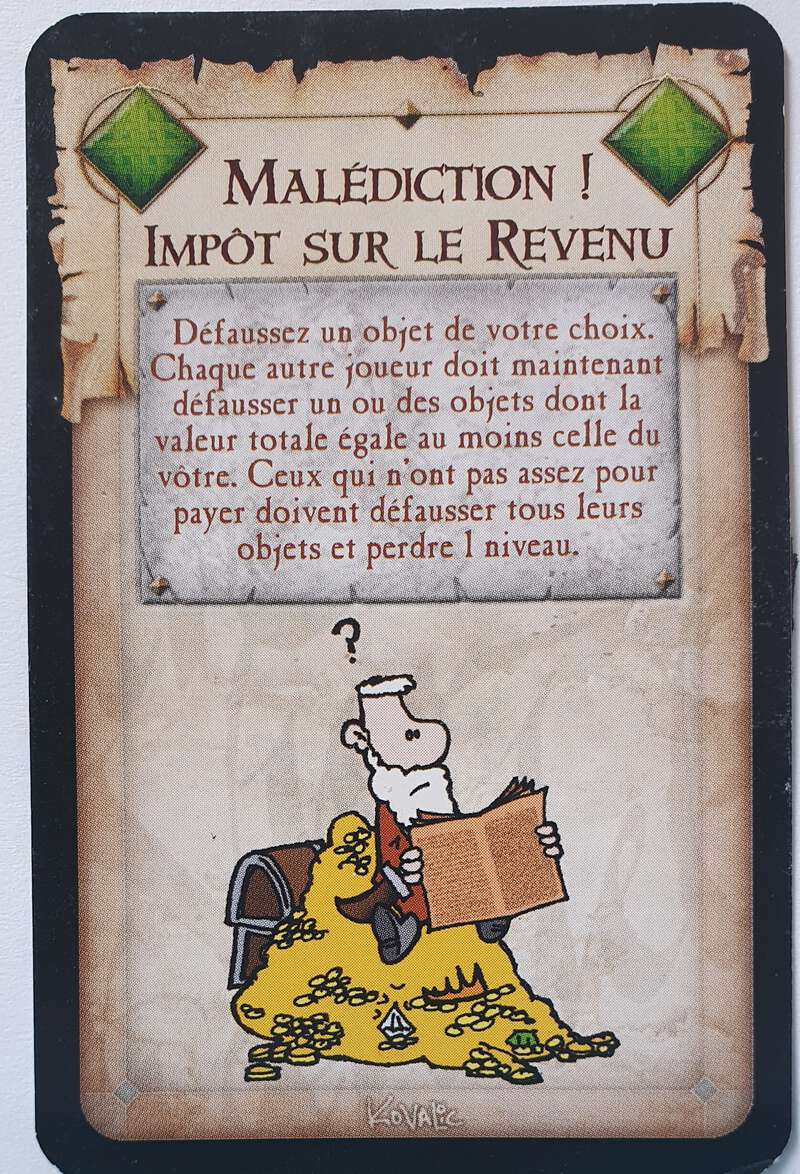 Malédiction !
Impôt sur le Revenu
Défaussez un objet de votre choix.
Chaque autre joueur doit maintenant
défausser un ou des objets dont la
valeur totale égale au moins celle du
vôtre. Ceux qui n'ont pas assez pour
payer doivent défausser tous leurs
objets et perdre 1 niveau.
?
Kovalic